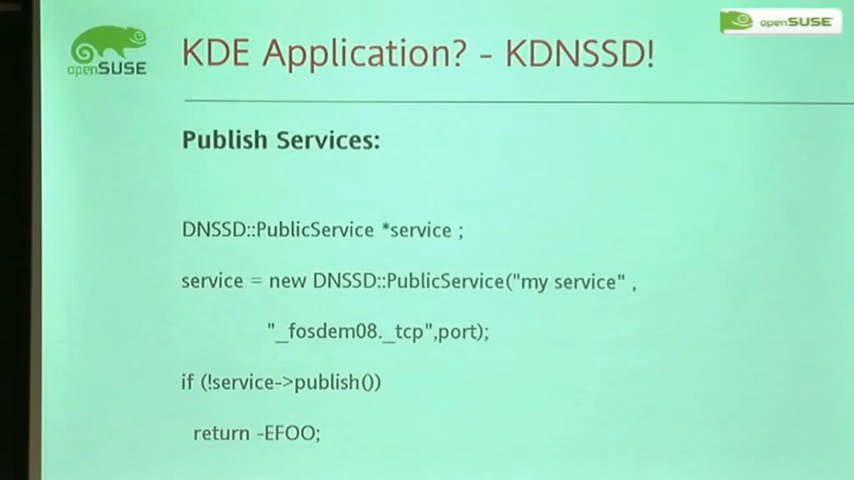 openSUSE
openSUSE
KDE Application? - KDNSSD!
Publish Services:
DNSSD::PublicService *service ;
service = new DNSSD::PublicService("my service" ,
"_fosdem08._tcp",port);
if (!service->publish())
return -EFOO;